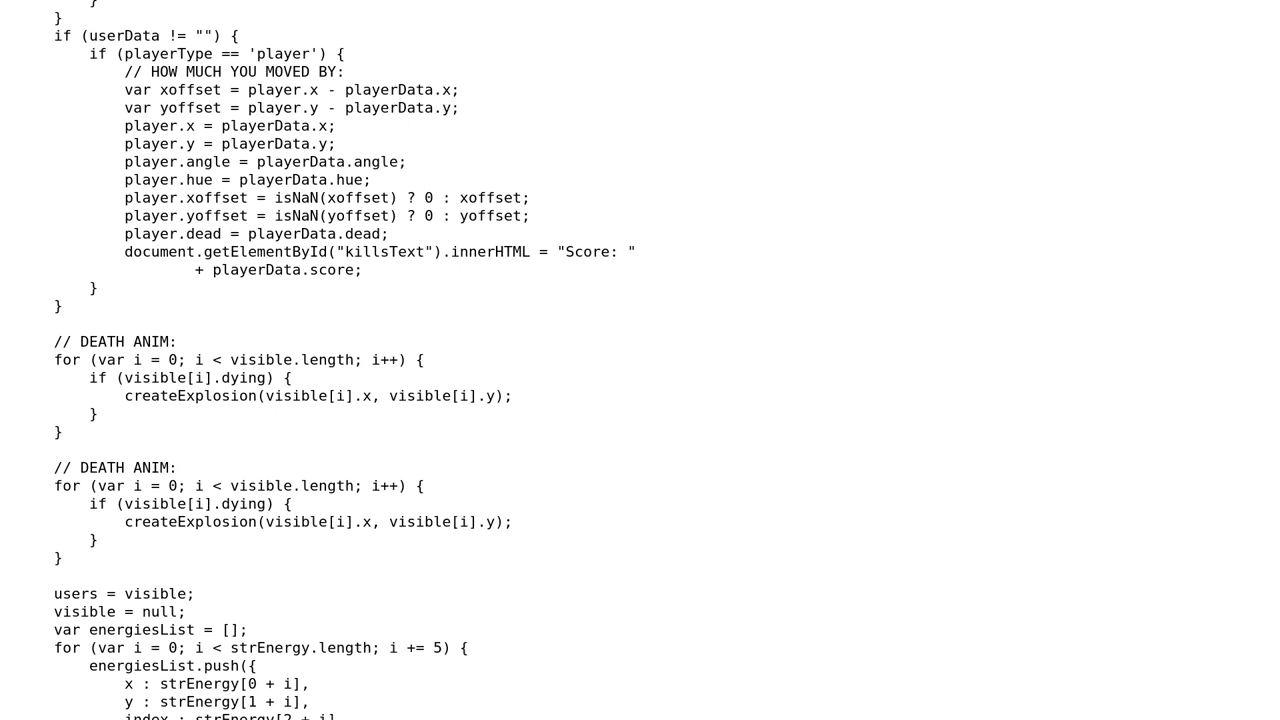 }
    }
    if (userData != "") {
        if (playerType == 'player') {
            // HOW MUCH YOU MOVED BY:
            var xoffset = player.x - playerData.x;
            var yoffset = player.y - playerData.y;
            player.x = playerData.x;
            player.y = playerData.y;
            player.angle = playerData.angle;
            player.hue = playerData.hue;
            player.xoffset = isNaN(xoffset) ? 0 : xoffset;
            player.yoffset = isNaN(yoffset) ? 0 : yoffset;
            player.dead = playerData.dead;
            document.getElementById("killsText").innerHTML = "Score: "
                    + playerData.score;
        }
    }

    // DEATH ANIM:
    for (var i = 0; i < visible.length; i++) {
        if (visible[i].dying) {
            createExplosion(visible[i].x, visible[i].y);
        }
    }

    // DEATH ANIM:
    for (var i = 0; i < visible.length; i++) {
        if (visible[i].dying) {
            createExplosion(visible[i].x, visible[i].y);
        }
    }

    users = visible;
    visible = null;
    var energiesList = [];
    for (var i = 0; i < strEnergy.length; i += 5) {
        energiesList.push({
            x : strEnergy[0 + i],
            y : strEnergy[1 + i],
            index : strEnergy[2 + i]